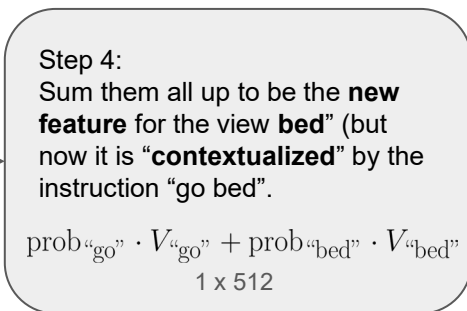 Step 4:
Sum them all up to be the new
feature for the view bed” (but
now it is “contextualized” by the
instruction “go bed”.
prob“go” · V“go” + prob“bed” · V“bed”
1 x 512